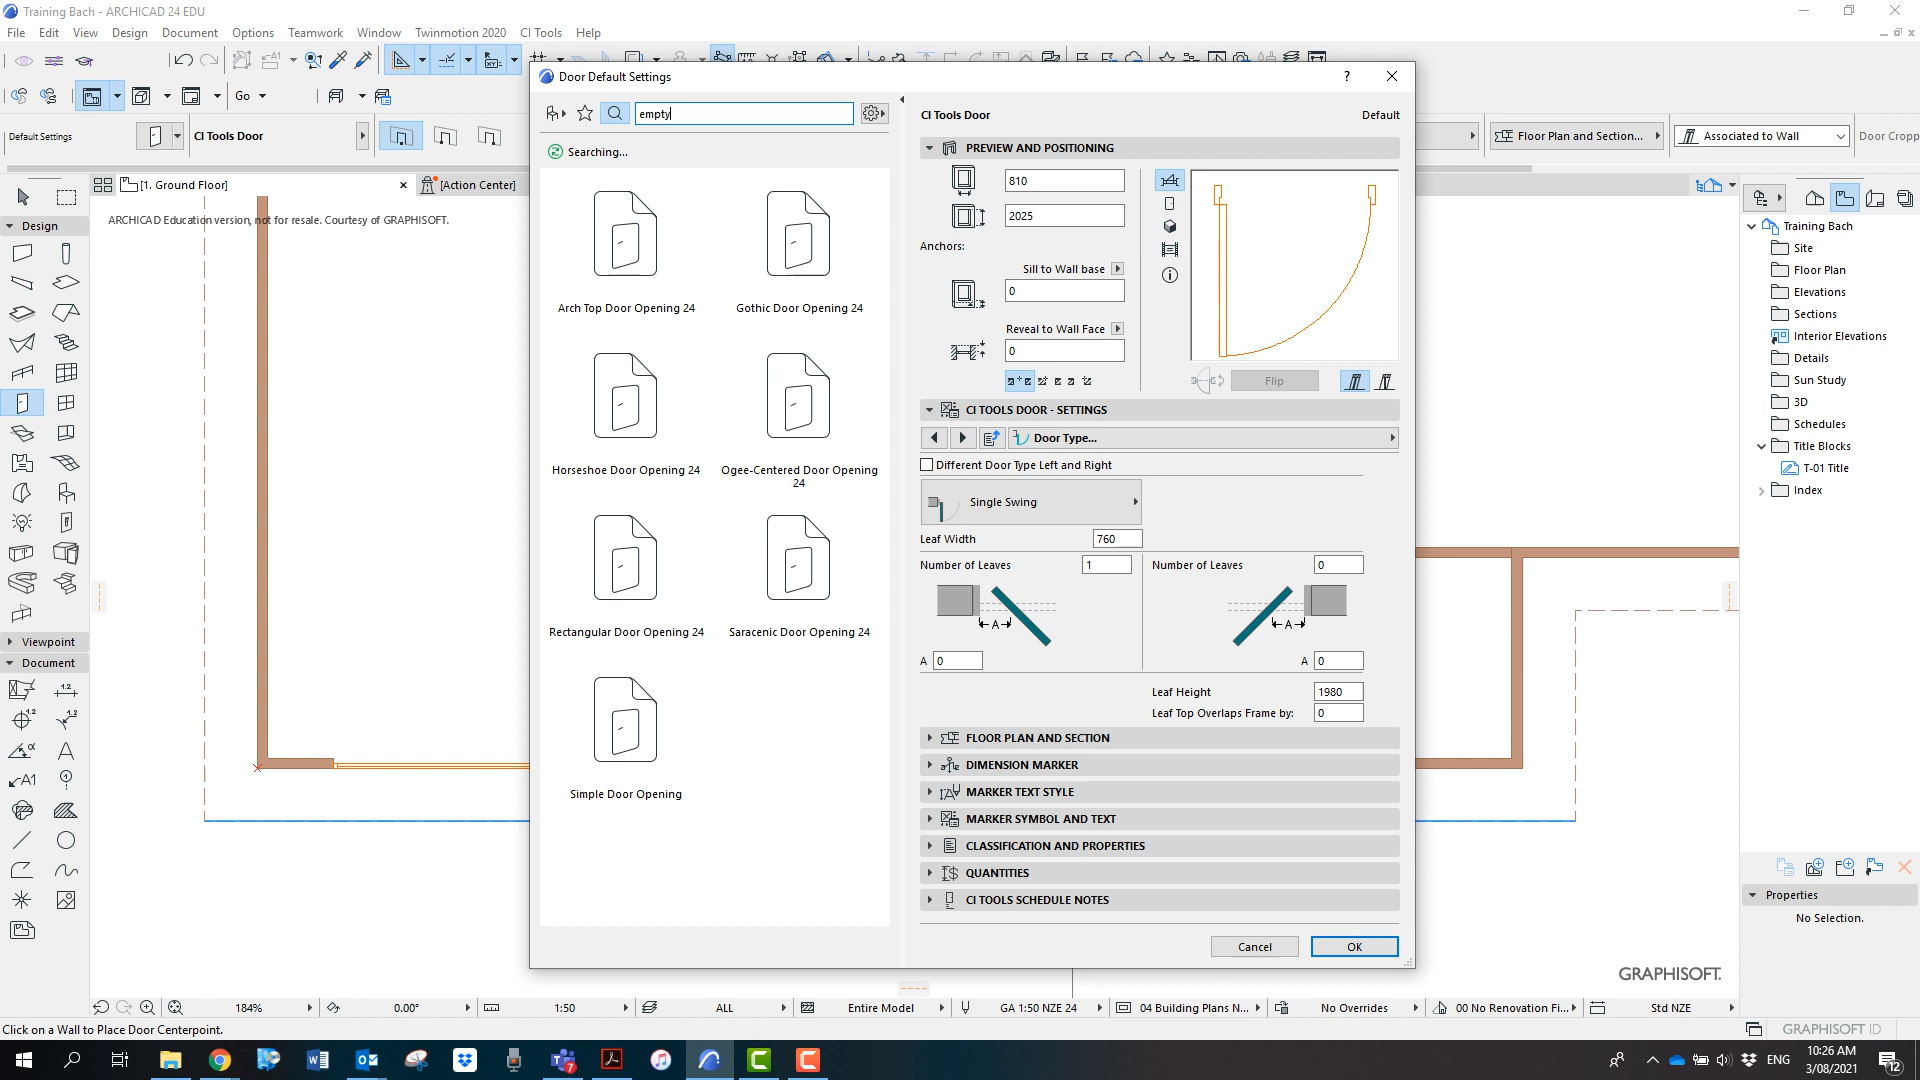 Training Bach - ARCHICAD 24 EDU
File Edit View Design Document Options Teamwork Window Twinmotion 2020 CI Tools Help
Go
Default Settings
CI Tools Door
Floor Plan and Section...
Associated to Wall
Door Cropp
[1. Ground Floor]
[Action Center]
ARCHICAD Education version, not for resale. Courtesy of GRAPHISOFT.
Design
Viewpoint
Document
Door Default Settings
empty
Searching...
Arch Top Door Opening 24
Gothic Door Opening 24
Horseshoe Door Opening 24
Ogee-Centered Door Opening
24
Rectangular Door Opening 24
Saracenic Door Opening 24
Simple Door Opening
CI Tools Door
Default
PREVIEW AND POSITIONING
810
2025
Anchors:
Sill to Wall base
0
Reveal to Wall Face
0
Flip
CI TOOLS DOOR - SETTINGS
Door Type...
Different Door Type Left and Right
Single Swing
Leaf Width 760
Number of Leaves 1
Number of Leaves 0
A
A
A 0
A 0
Leaf Height 1980
Leaf Top Overlaps Frame by: 0
FLOOR PLAN AND SECTION
DIMENSION MARKER
MARKER TEXT STYLE
MARKER SYMBOL AND TEXT
CLASSIFICATION AND PROPERTIES
QUANTITIES
CI TOOLS SCHEDULE NOTES
Cancel
OK
Training Bach
Site
Floor Plan
Elevations
Sections
Interior Elevations
Details
Sun Study
3D
Schedules
Title Blocks
T-01 Title
Index
Properties
No Selection.
GRAPHISOFT.
184%
0.00°
1:50
ALL
Entire Model
GA 1:50 NZE 24
04 Building Plans N...
No Overrides
00 No Renovation Fi...
Std NZE
Click on a Wall to Place Door Centerpoint.
GRAPHISOFT ID
ENG
10:26 AM
3/08/2021
12